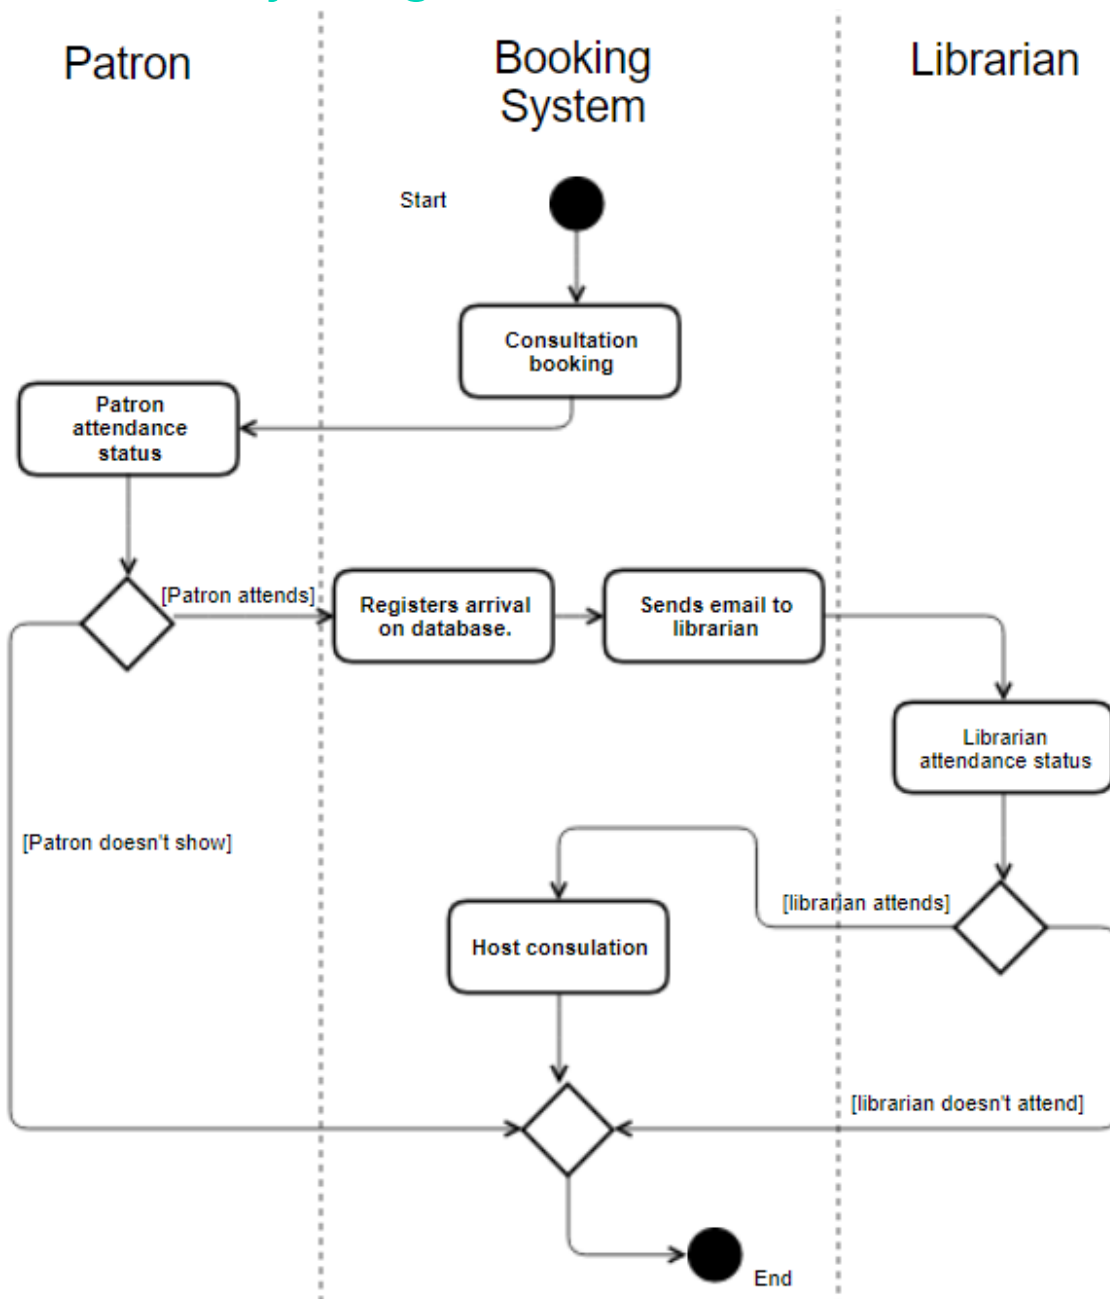 Patron
Booking
System
Librarian
Start
Consultation
booking
Patron
attendance
status
[Patron attends]
Registers arrival
on database.
Sends email to
librarian
Librarian
attendance status
[Patron doesn't show]
[librarian attends]
Host consulation
[librarian doesn't attend]
End